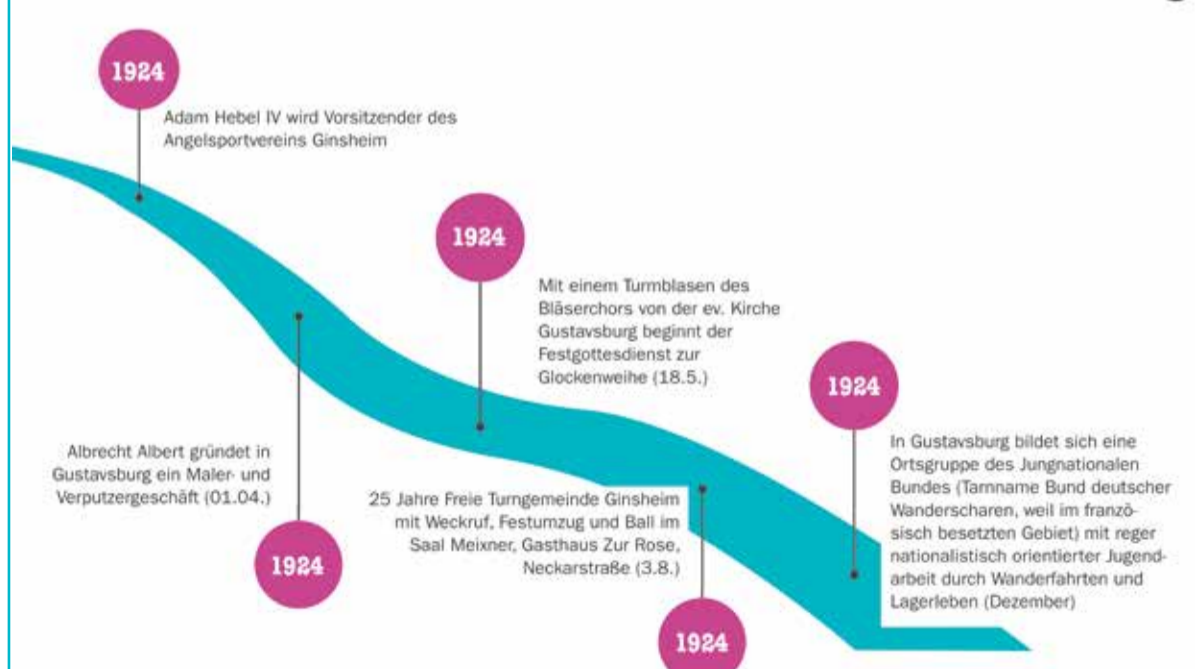 1924
Adam Hebel IV wird Vorsitzender des
Angelsportvereins Ginsheim
Albrecht Albert gründet in
Gustavsburg ein Maler- und
Verputzergeschäft (01.04.)
1924
1924
Mit einem Turmblasen des
Bläserchors von der ev. Kirche
Gustavsburg beginnt der
Festgottesdienst zur
Glockenweihe (18.5.)
25 Jahre Freie Turngemeinde Ginsheim
mit Weckruf, Festumzug und Ball im
Saal Meixner, Gasthaus Zur Rose,
Neckarstraße (3.8.)
1924
1924
In Gustavsburg bildet sich eine
Ortsgruppe des Jungnationalen
Bundes (Tarnname Bund deutscher
Wanderscharen, weil im franzö-
sisch besetzten Gebiet) mit reger
nationalistisch orientierter Jugend-
arbeit durch Wanderfahrten und
Lagerleben (Dezember)